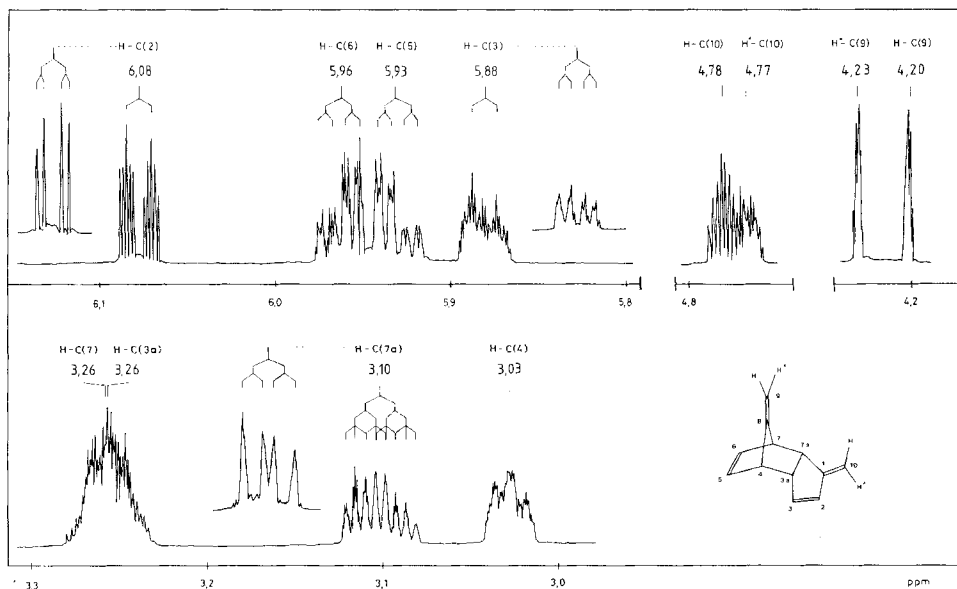 H-C(2) H-C(6) H-C(5) H-C(3) H-C(10) H'-C(10) H'-C(9) H-C(9)
6,08 5,96 5,93 5,88 4,78 4,77 4,23 4,20
6,1 6,0 5,9 5,8 4,8 4,2
H-C(7) H-C(3a) H-C(7a) H-C(4)
3,26 3,26 3,10 3,03
H H'
9
8
6 7 7a H
5 4 3a 1 10
3 2 H'
3,3 3,2 3,1 3,0 ppm